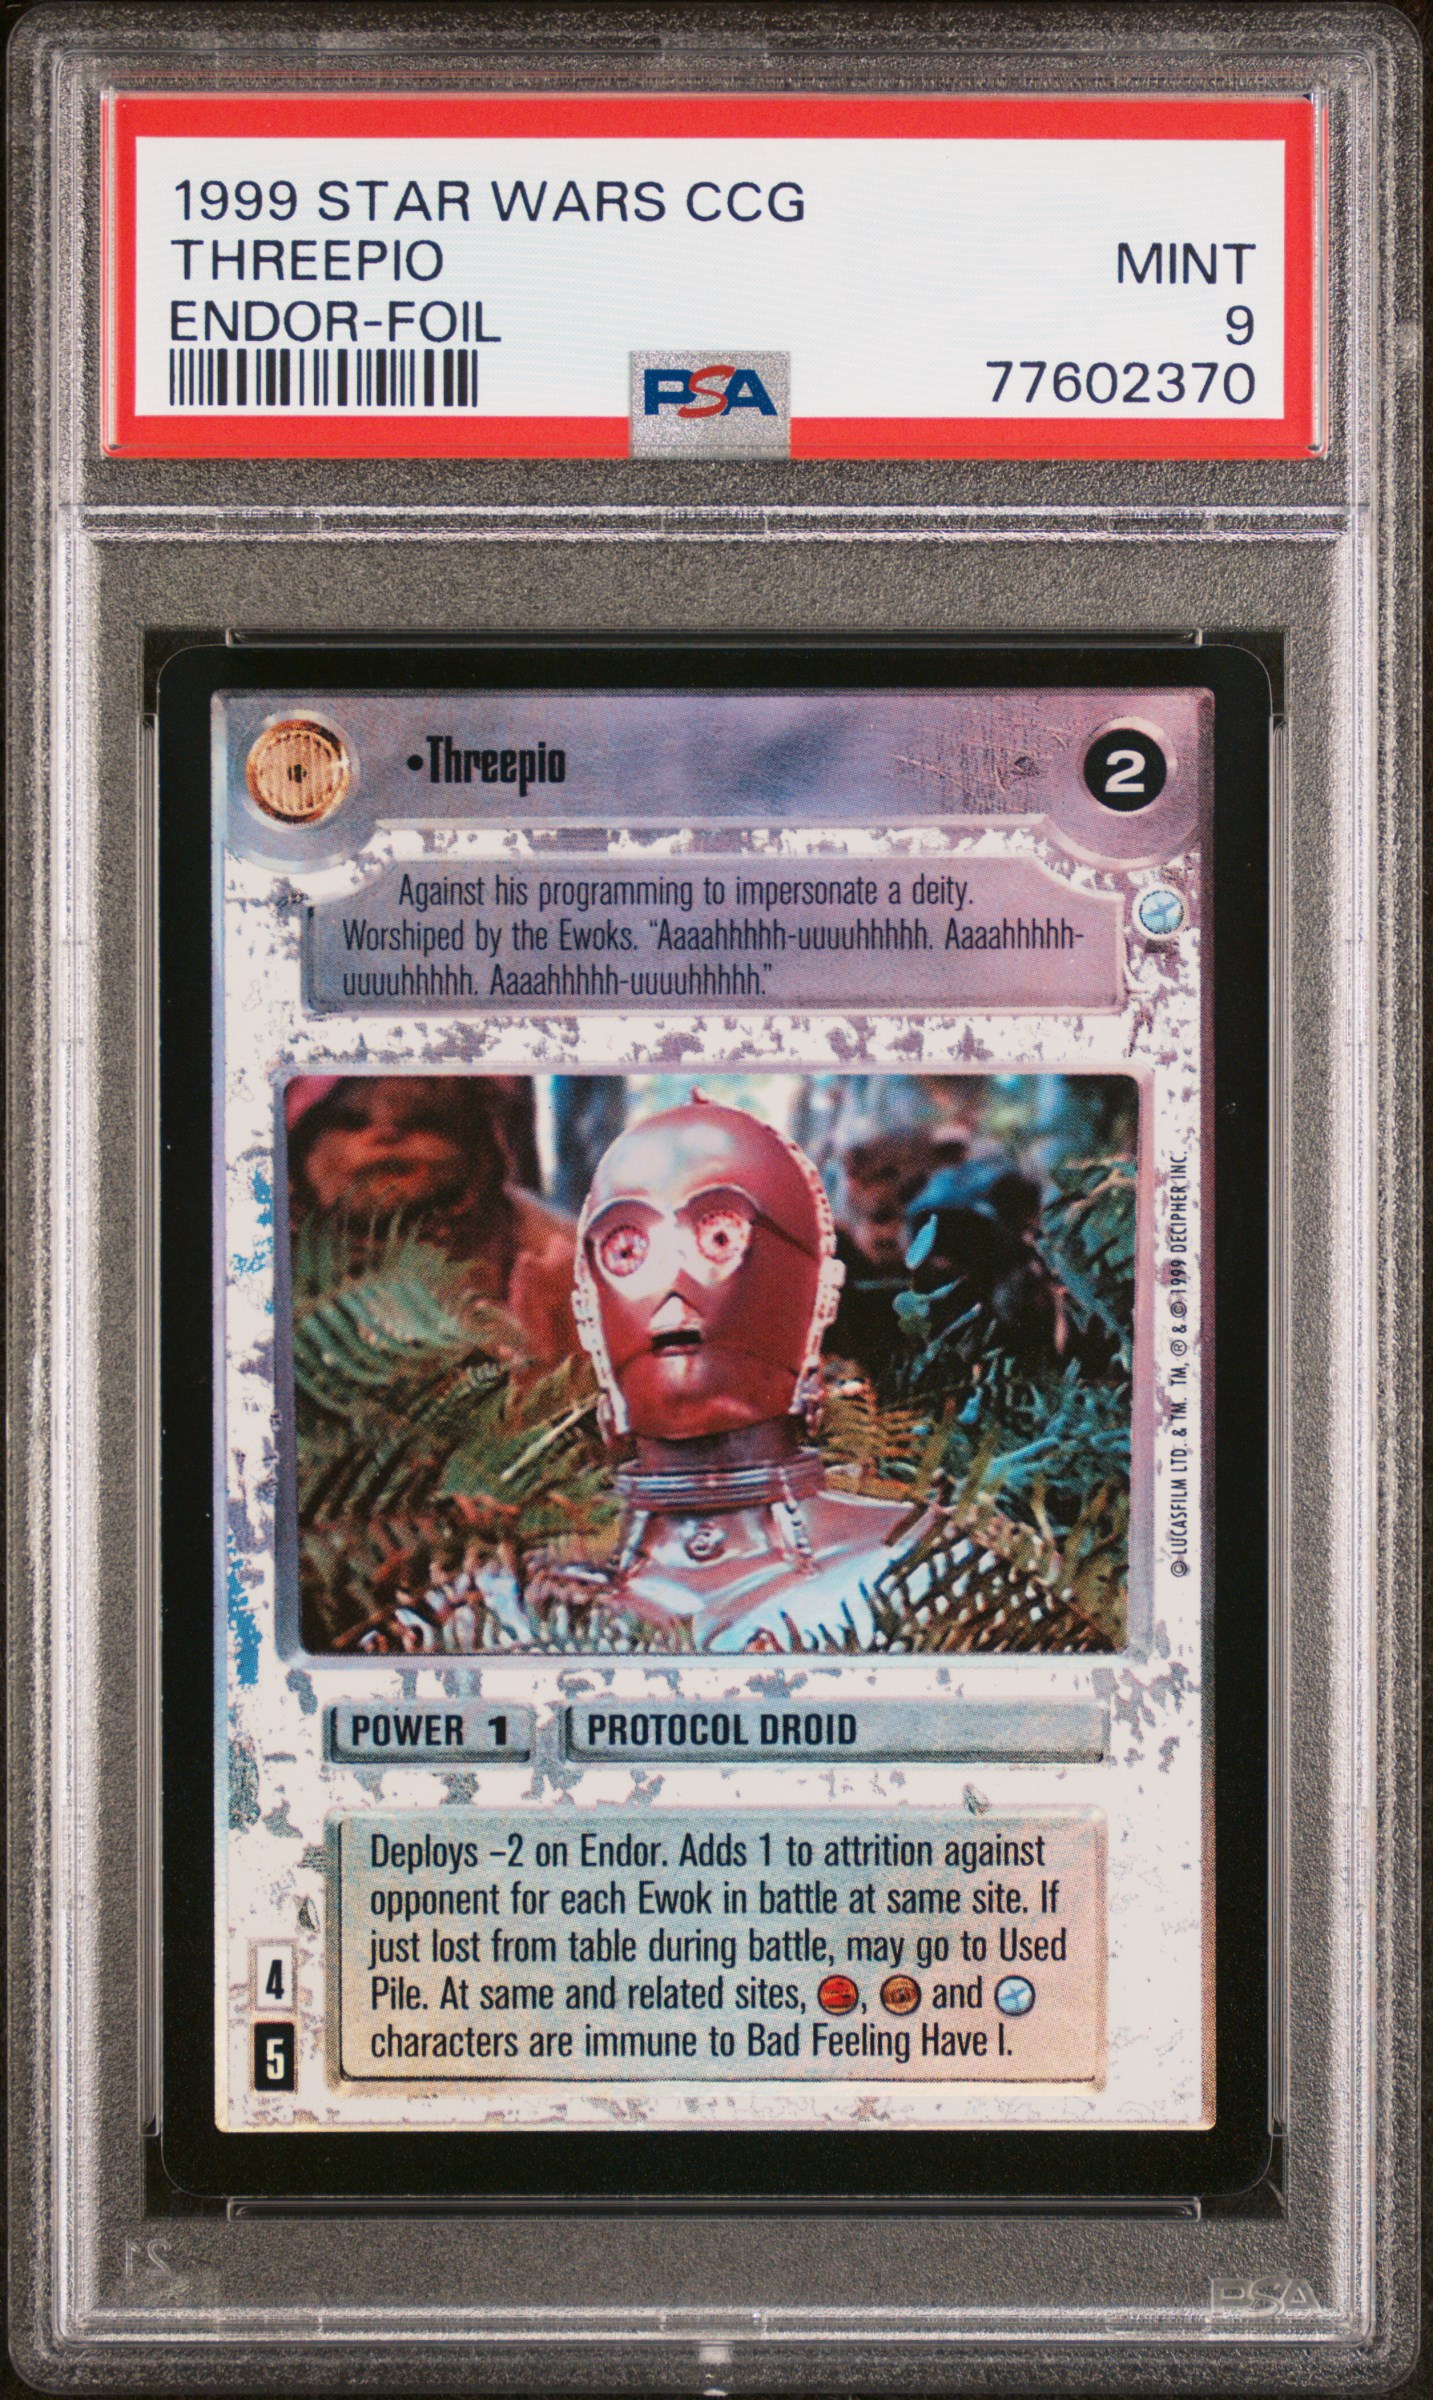 1999 STAR WARS CCG
THREEPIO
ENDOR-FOIL
MINT
9
77602370
PSA
•Threepio
2
Against his programming to impersonate a deity.
Worshiped by the Ewoks. “Aaaahhhhh-uuuuhhhhh. Aaaahhhhh-
uuuuhhhhh. Aaaahhhhh-uuuuhhhhh.”
© LUCASFILM LTD. & TM. TM, ® & © 1999 DECIPHER INC.
POWER 1
PROTOCOL DROID
Deploys –2 on Endor. Adds 1 to attrition against
opponent for each Ewok in battle at same site. If
just lost from table during battle, may go to Used
Pile. At same and related sites, , and
characters are immune to Bad Feeling Have I.
4
5
PSA